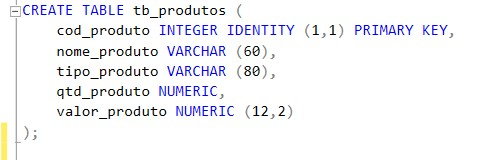 CREATE TABLE tb_produtos (
    cod_produto INTEGER IDENTITY (1,1) PRIMARY KEY,
    nome_produto VARCHAR (60),
    tipo_produto VARCHAR (80),
    qtd_produto NUMERIC,
    valor_produto NUMERIC (12,2)
);